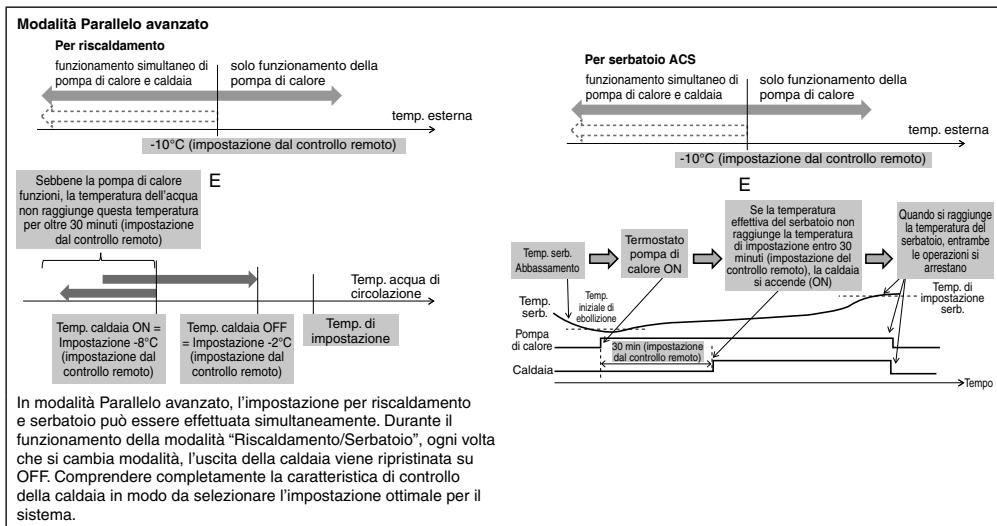 Modalità Parallelo avanzato
Per riscaldamento
funzionamento simultaneo di
pompa di calore e caldaia
solo funzionamento della
pompa di calore
temp. esterna
-10°C (impostazione dal controllo remoto)
Sebbene la pompa di calore
funzioni, la temperatura dell'acqua
non raggiunge questa temperatura
per oltre 30 minuti (impostazione
dal controllo remoto)
E
Temp. acqua di
circolazione
Temp. caldaia ON =
Impostazione -8°C
(impostazione dal
controllo remoto)
Temp. caldaia OFF
= Impostazione -2°C
(impostazione dal
controllo remoto)
Temp. di
impostazione
In modalità Parallelo avanzato, l'impostazione per riscaldamento
e serbatoio può essere effettuata simultaneamente. Durante il
funzionamento della modalità "Riscaldamento/Serbatoio", ogni volta
che si cambia modalità, l'uscita della caldaia viene ripristinata su
OFF. Comprendere completamente la caratteristica di controllo
della caldaia in modo da selezionare l'impostazione ottimale per il
sistema.
Per serbatoio ACS
funzionamento simultaneo di
pompa di calore e caldaia
solo funzionamento della
pompa di calore
temp. esterna
-10°C (impostazione dal controllo remoto)
E
Temp. serb.
Abbassamento
Termostato
pompa di
calore ON
Se la temperatura
effettiva del serbatoio non
raggiunge la temperatura
di impostazione entro 30
minuti (impostazione del
controllo remoto), la caldaia
si accende (ON)
Quando si raggiunge
la temperatura del
serbatoio, entrambe
le operazioni si
arrestano
Temp.
serb.
Temp.
iniziale di
ebollizione
Temp. di
impostazione
serb.
Pompa
di calore
30 min (impostazione
dal controllo remoto)
Caldaia
Tempo